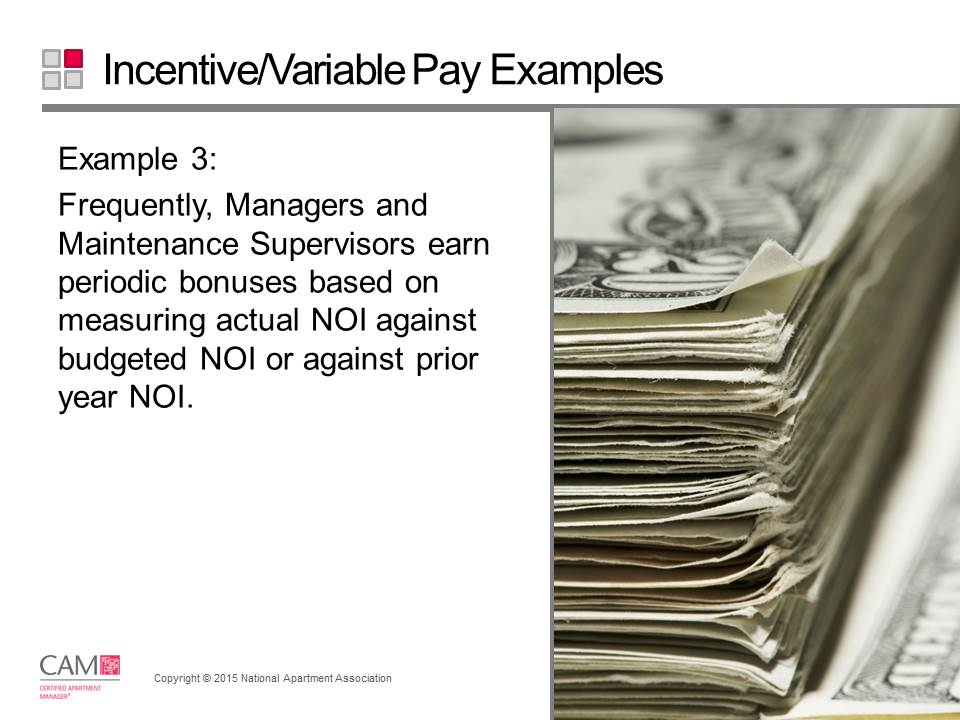 Incentive/Variable Pay Examples
Example 3:
Frequently, Managers and
Maintenance Supervisors earn
periodic bonuses based on
measuring actual NOI against
budgeted NOI or against prior
year NOI.
CAM
CERTIFIED APARTMENT
MANAGER®
Copyright © 2015 National Apartment Association